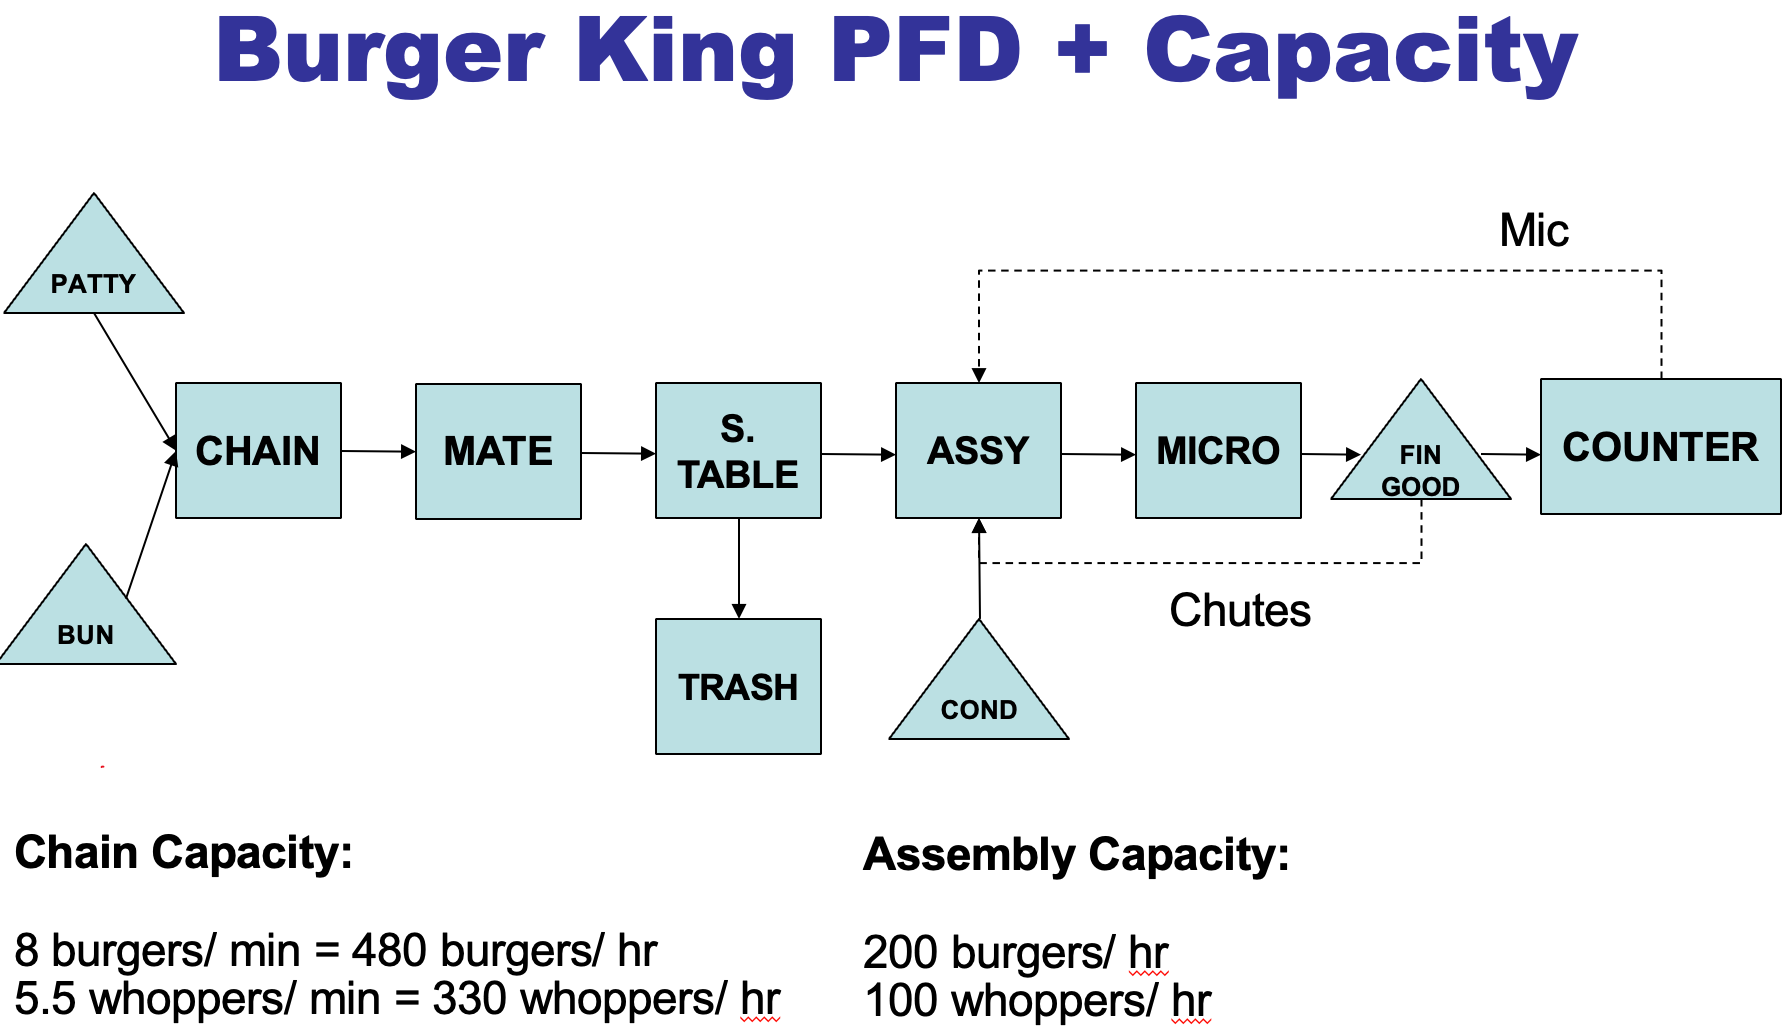 Burger King PFD + Capacity
Mic
PATTY
CHAIN
MATE
S.
TABLE
ASSY
MICRO
FIN
GOOD
COUNTER
BUN
TRASH
COND
Chutes
Chain Capacity:
8 burgers/ min = 480 burgers/ hr
5.5 whoppers/ min = 330 whoppers/ hr
Assembly Capacity:
200 burgers/ hr
100 whoppers/ hr